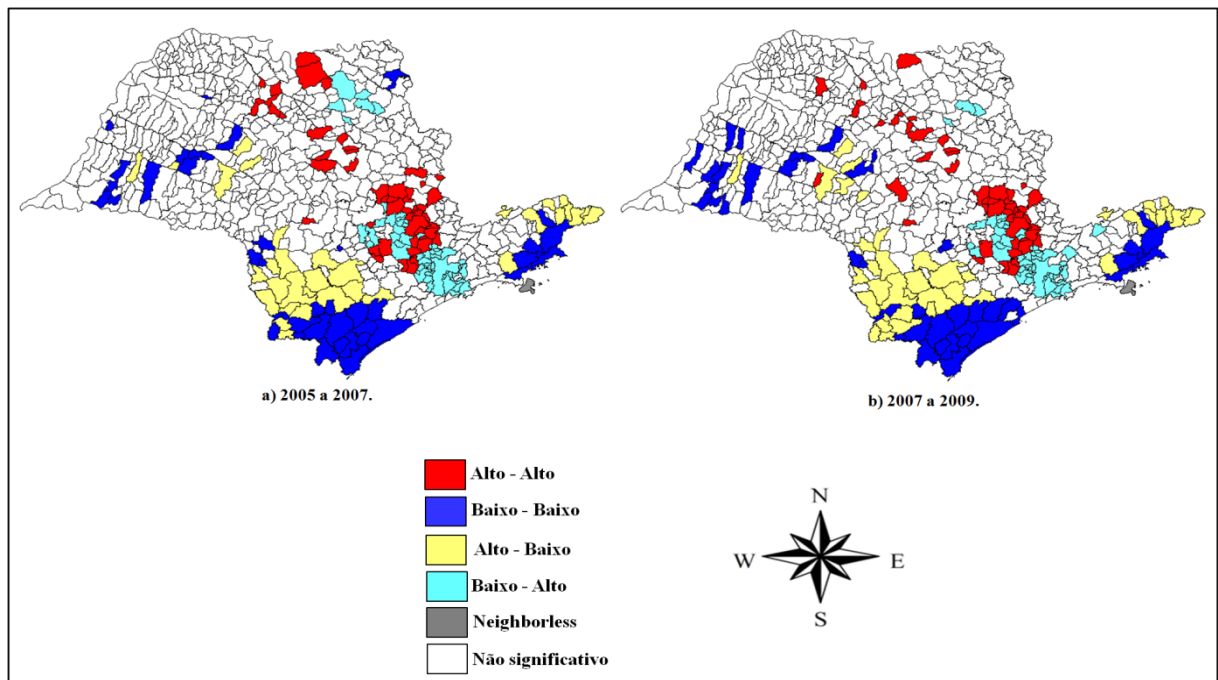 a) 2005 a 2007.
b) 2007 a 2009.
Alto - Alto
Baixo - Baixo
Alto - Baixo
Baixo - Alto
Neighborless
Não significativo
N
W E
S